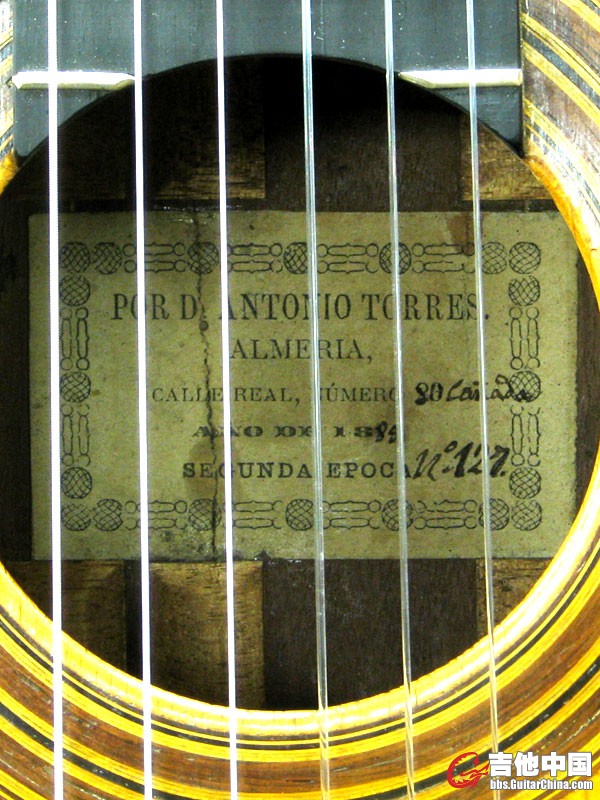 POR D. ANTONIO TORRES.
ALMERIA,
CALLE REAL, NÚMERO 80 Cañada
AÑO DE 1889
SEGUNDA EPOCA Nº 127.
吉他中国
bbs.GuitarChina.com